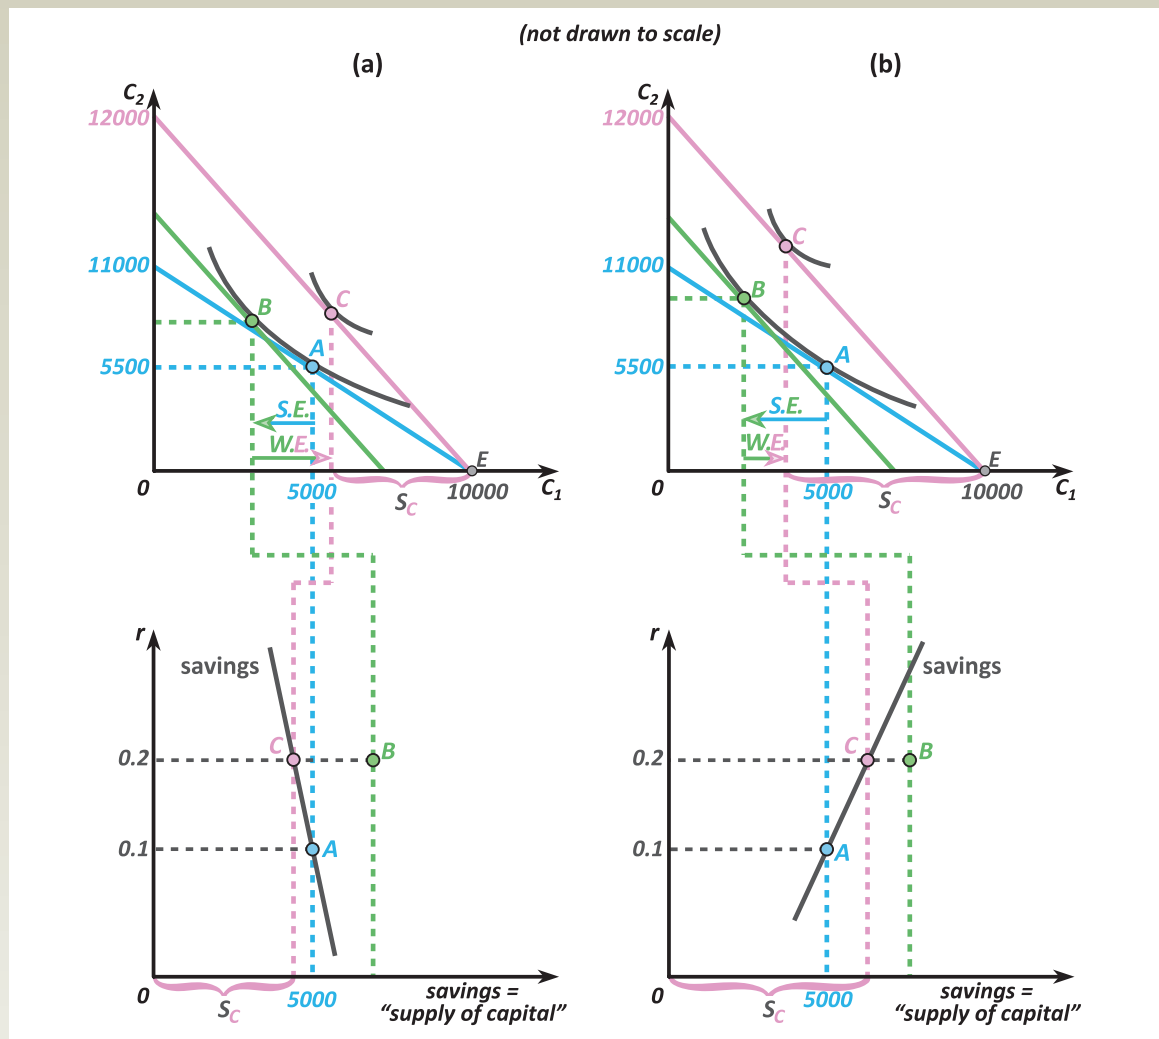 (not drawn to scale)
(a)
C₂
12000
11000
B
C
A
5500
S.E.
W.E.
E
0
5000
10000
C₁
SC
r
savings
0.2
C
B
0.1
A
0
SC
5000
savings =
“supply of capital”
(b)
C₂
12000
C
11000
B
A
5500
S.E.
W.E.
E
0
5000
10000
C₁
SC
r
savings
0.2
C
B
0.1
A
0
SC
5000
savings =
“supply of capital”